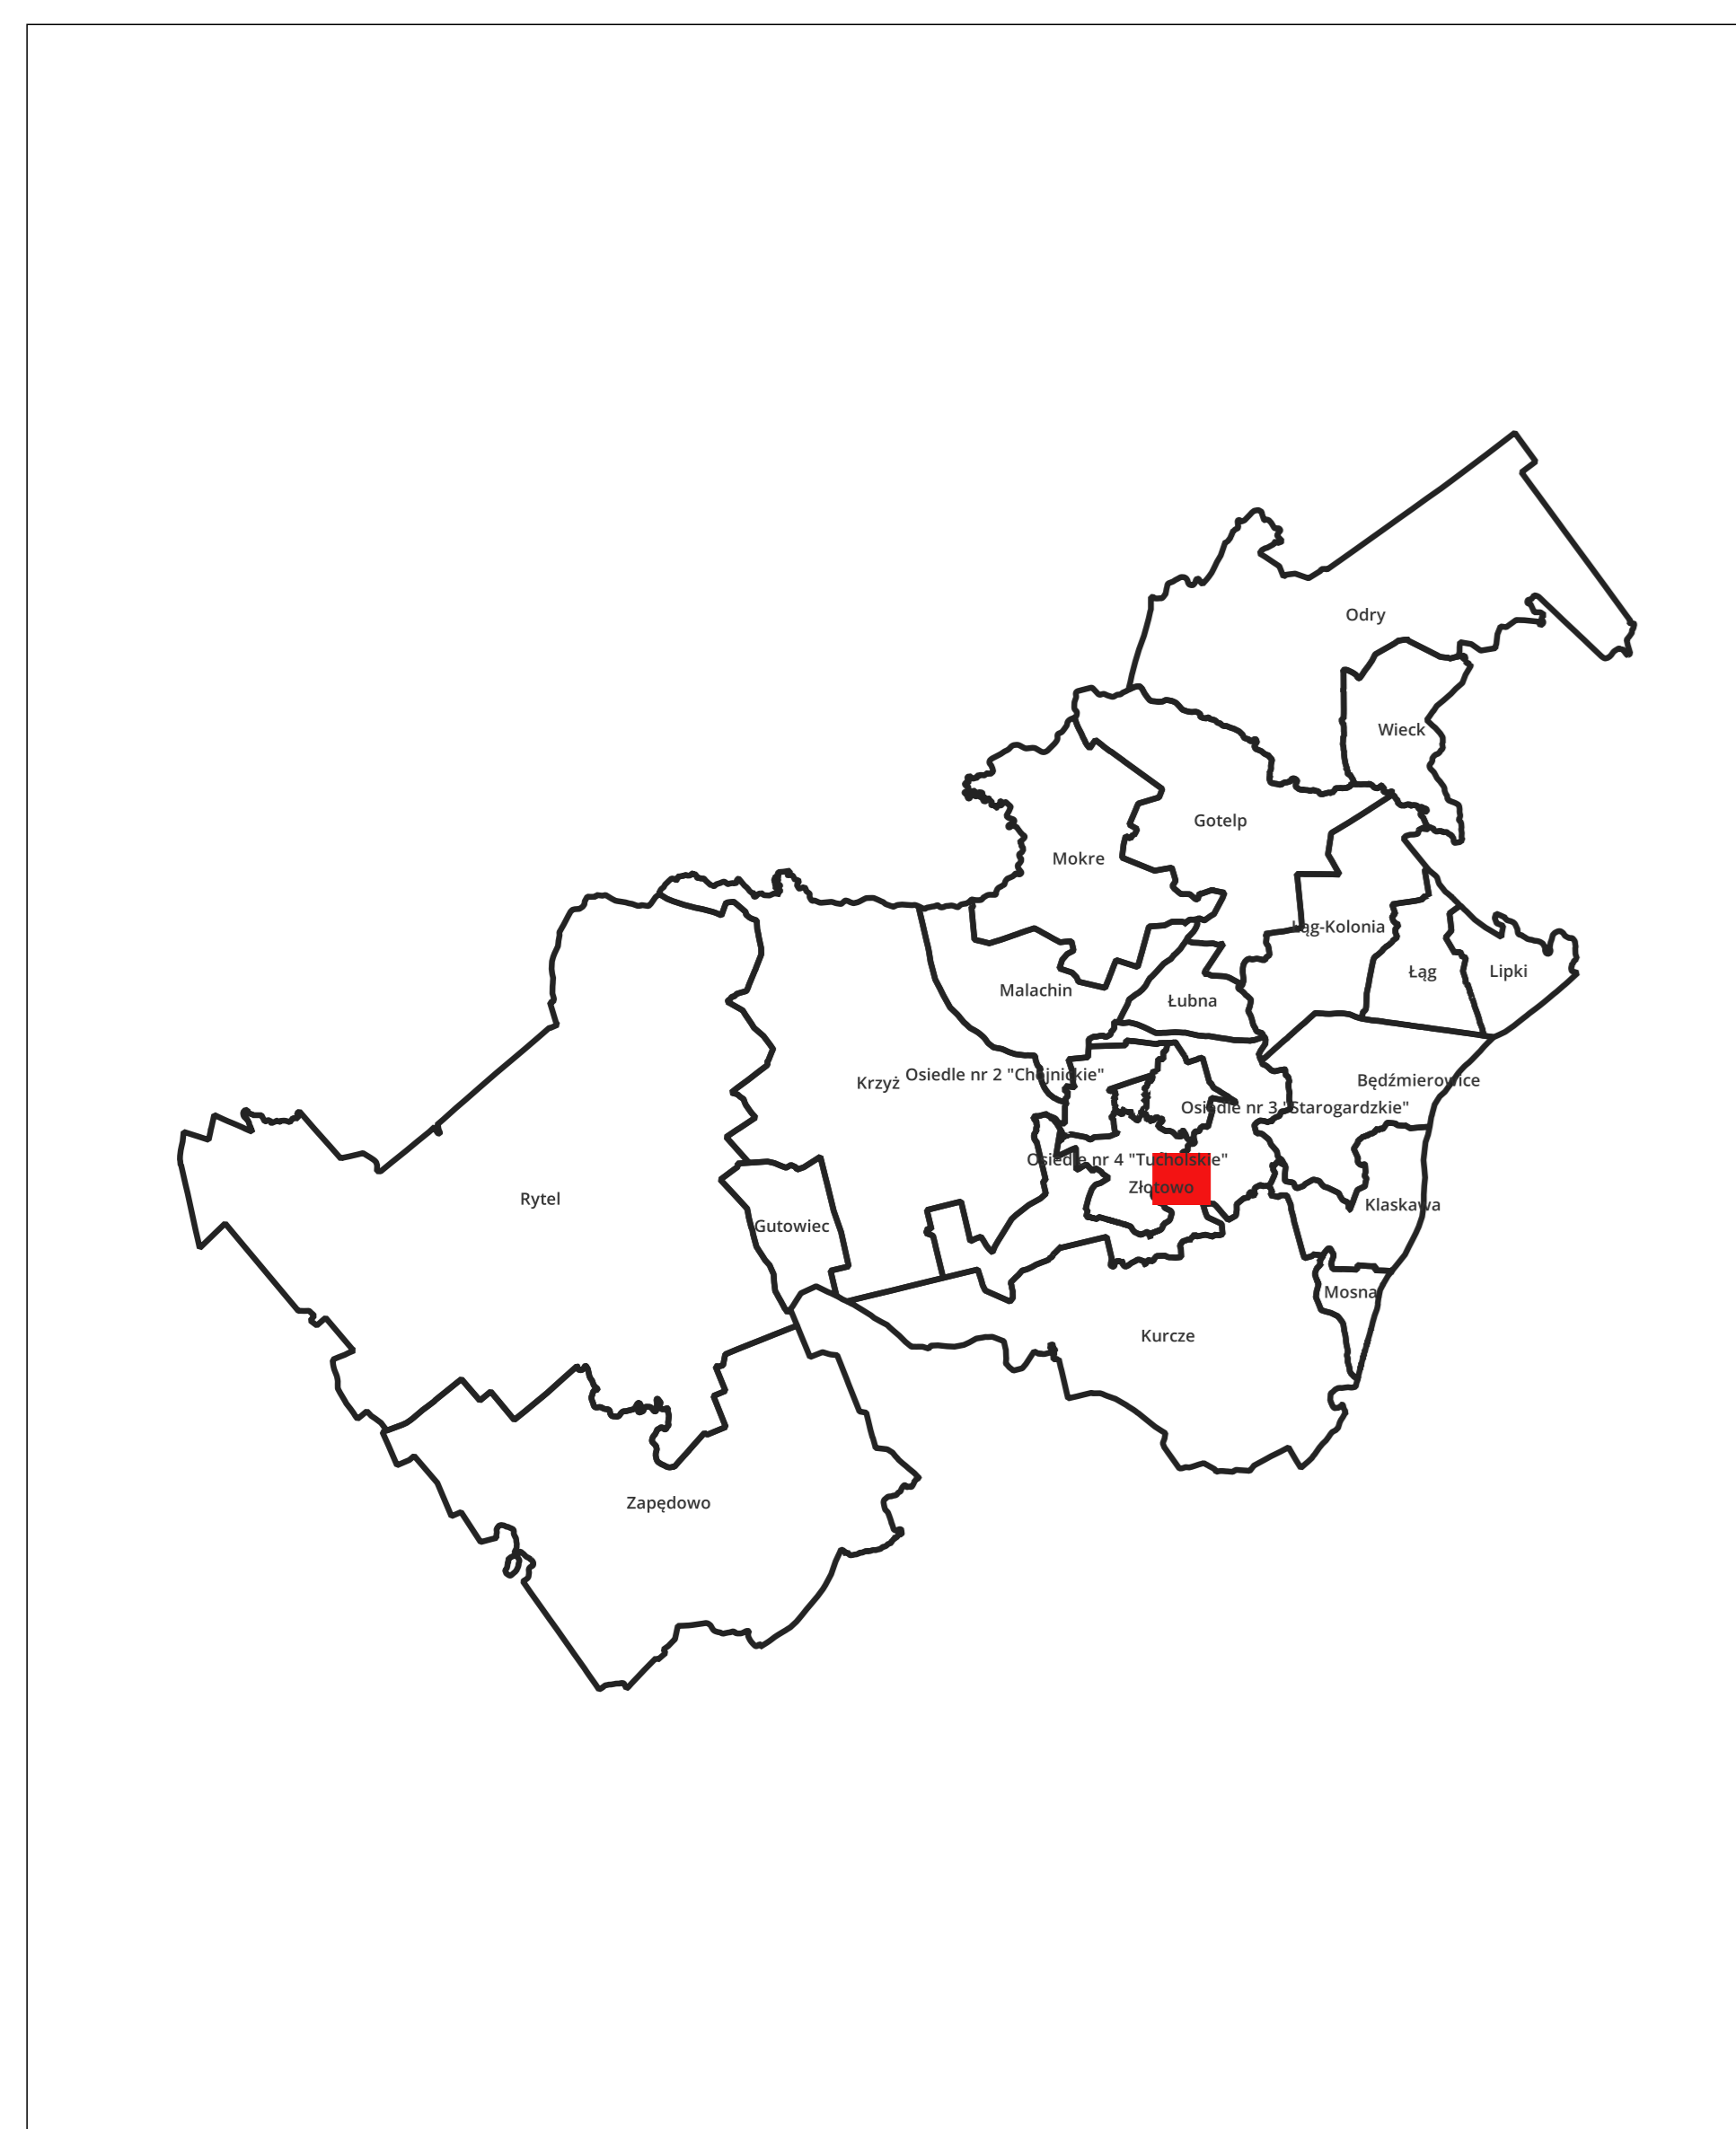 Odry
Wieck
Gotelp
Mokre
Łąg-Kolonia
Łąg
Lipki
Malachin
Łubna
Osiedle nr 2 "Chojnickie"
Krzyż
Będźmierowice
Osiedle nr 3 "Starogardzkie"
Osiedle nr 4 "Tucholskie"
Złotowo
Rytel
Klaskawa
Gutowiec
Mosna
Kurcze
Zapędowo